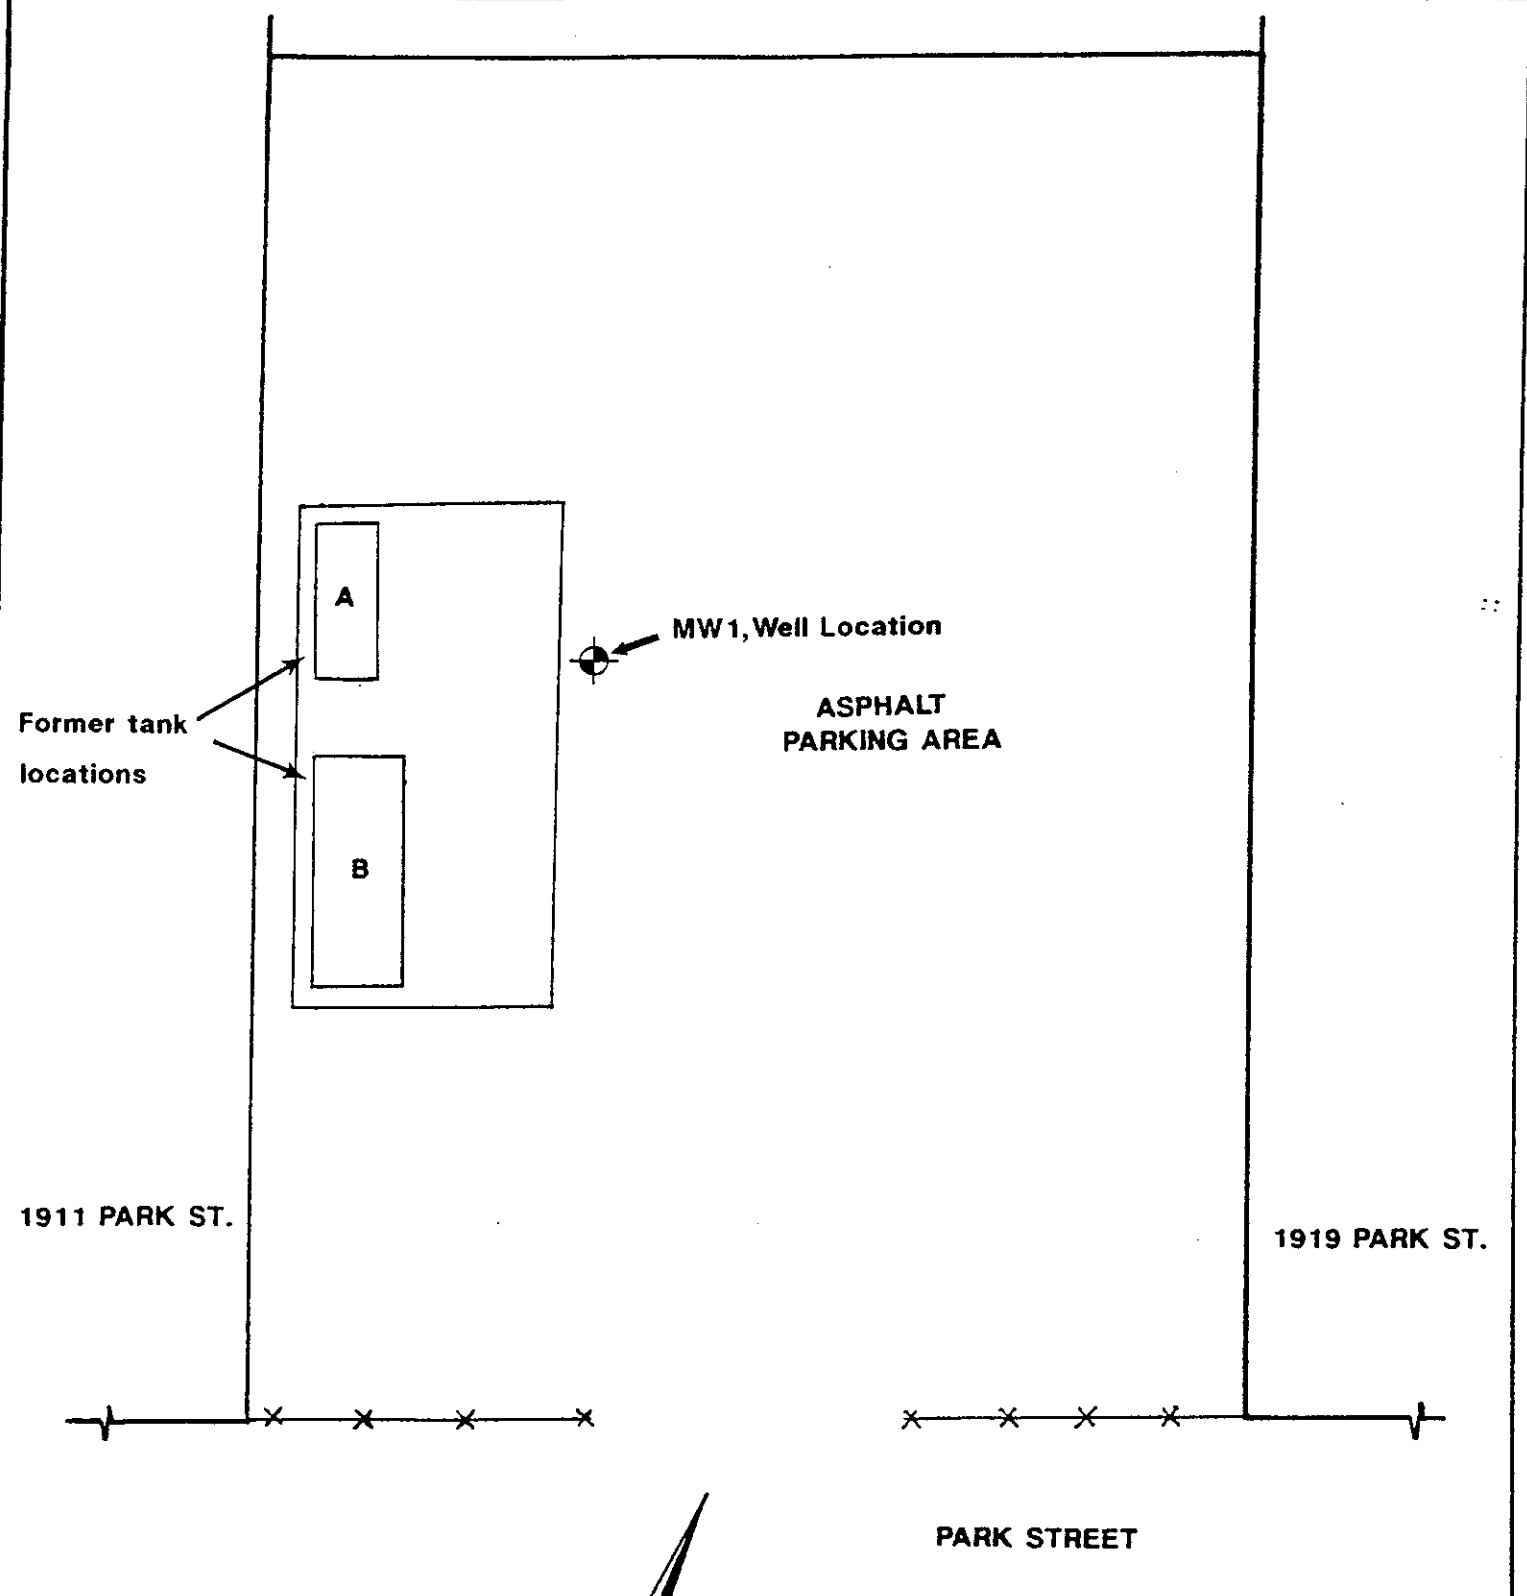 A
MW1, Well Location
ASPHALT
PARKING AREA
Former tank
locations
B
1911 PARK ST.
1919 PARK ST.
PARK STREET